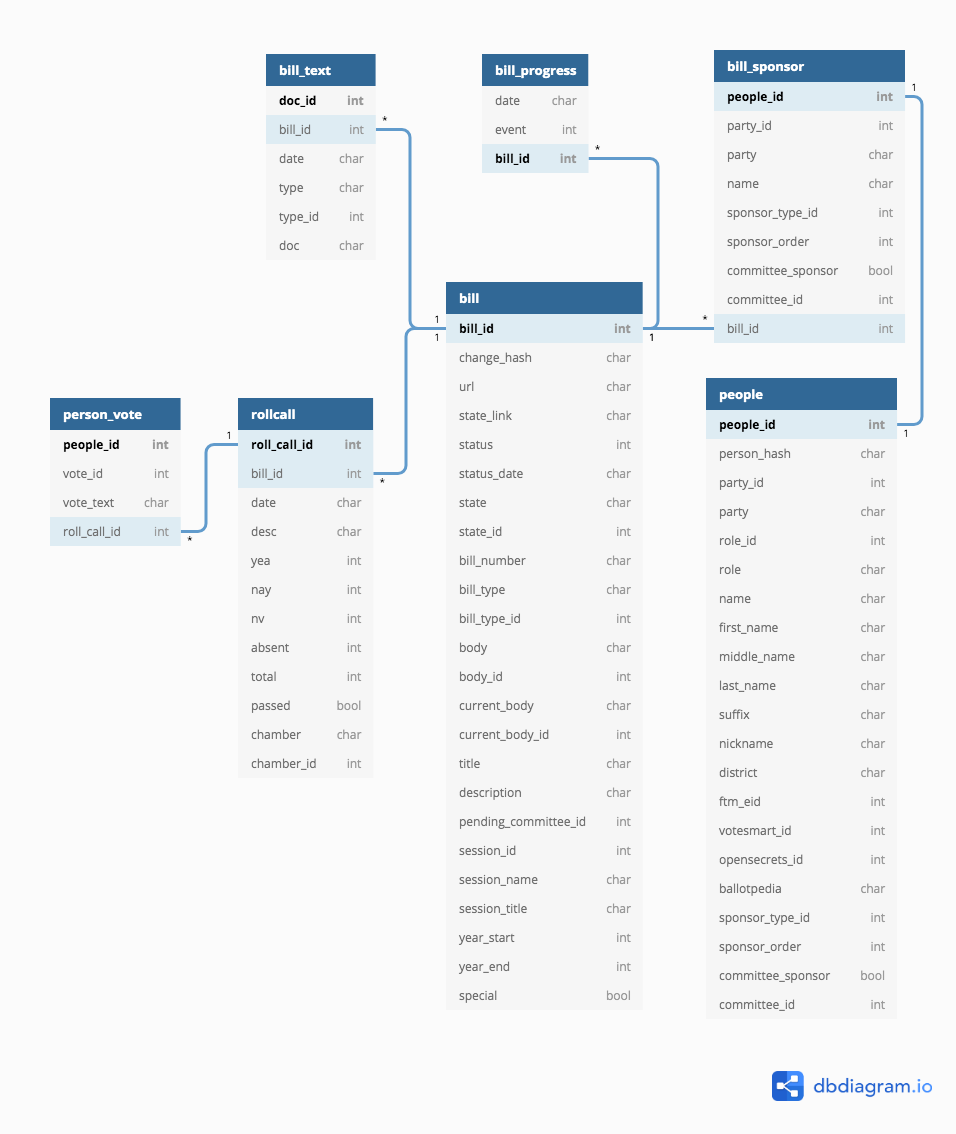 bill_text
doc_id int
bill_id int
date char
type char
type_id int
doc char
*
bill_progress
date char
event int
bill_id int
*
bill_sponsor
people_id int
party_id int
party char
name char
sponsor_type_id int
sponsor_order int
committee_sponsor bool
committee_id int
bill_id int
1
*
bill
bill_id int
change_hash char
url char
state_link char
status int
status_date char
state char
state_id int
bill_number char
bill_type char
bill_type_id int
body char
body_id int
current_body char
current_body_id int
title char
description char
pending_committee_id int
session_id int
session_name char
session_title char
year_start int
year_end int
special bool
1
1
1
person_vote
people_id int
vote_id int
vote_text char
roll_call_id int
*
rollcall
roll_call_id int
bill_id int
date char
desc char
yea int
nay int
nv int
absent int
total int
passed bool
chamber char
chamber_id int
1
*
people
people_id int
person_hash char
party_id int
party char
role_id int
role char
name char
first_name char
middle_name char
last_name char
suffix char
nickname char
district char
ftm_eid int
votesmart_id int
opensecrets_id int
ballotpedia char
sponsor_type_id int
sponsor_order int
committee_sponsor bool
committee_id int
1
dbdiagram.io